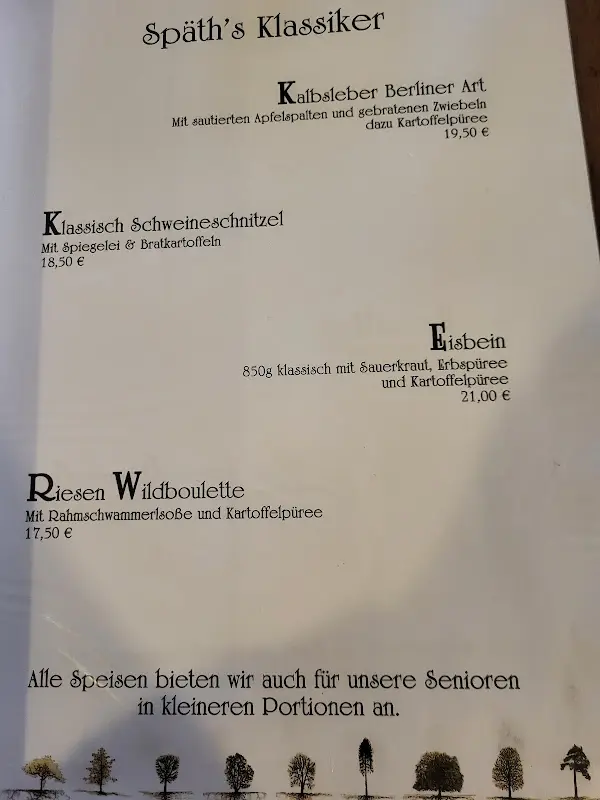 Späth's Klassiker
Kalbsleber Berliner Art
Mit sautierten Apfelspalten und gebratenen Zwiebeln
dazu Kartoffelpüree
19,50 €
Klassisch Schweineschnitzel
Mit Spiegelei & Bratkartoffeln
18,50 €
Eisbein
850g klassisch mit Sauerkraut, Erbspüree
und Kartoffelpüree
21,00 €
Riesen Wildboulette
Mit Rahmschwammerlsoße und Kartoffelpüree
17,50 €
Alle Speisen bieten wir auch für unsere Senioren
in kleineren Portionen an.